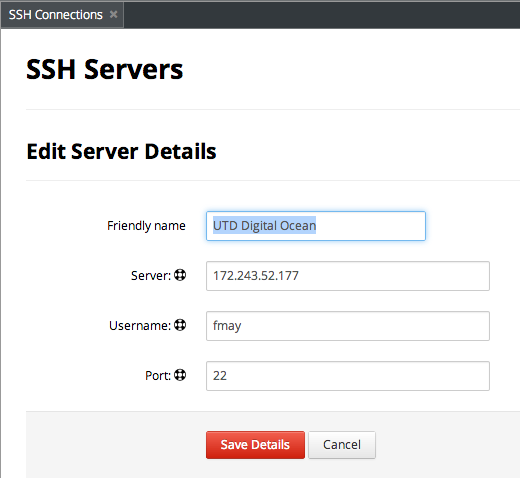 SSH Connections ×
SSH Servers
Edit Server Details
Friendly name UTD Digital Ocean
Server: 172.243.52.177
Username: fmay
Port: 22
Save Details Cancel